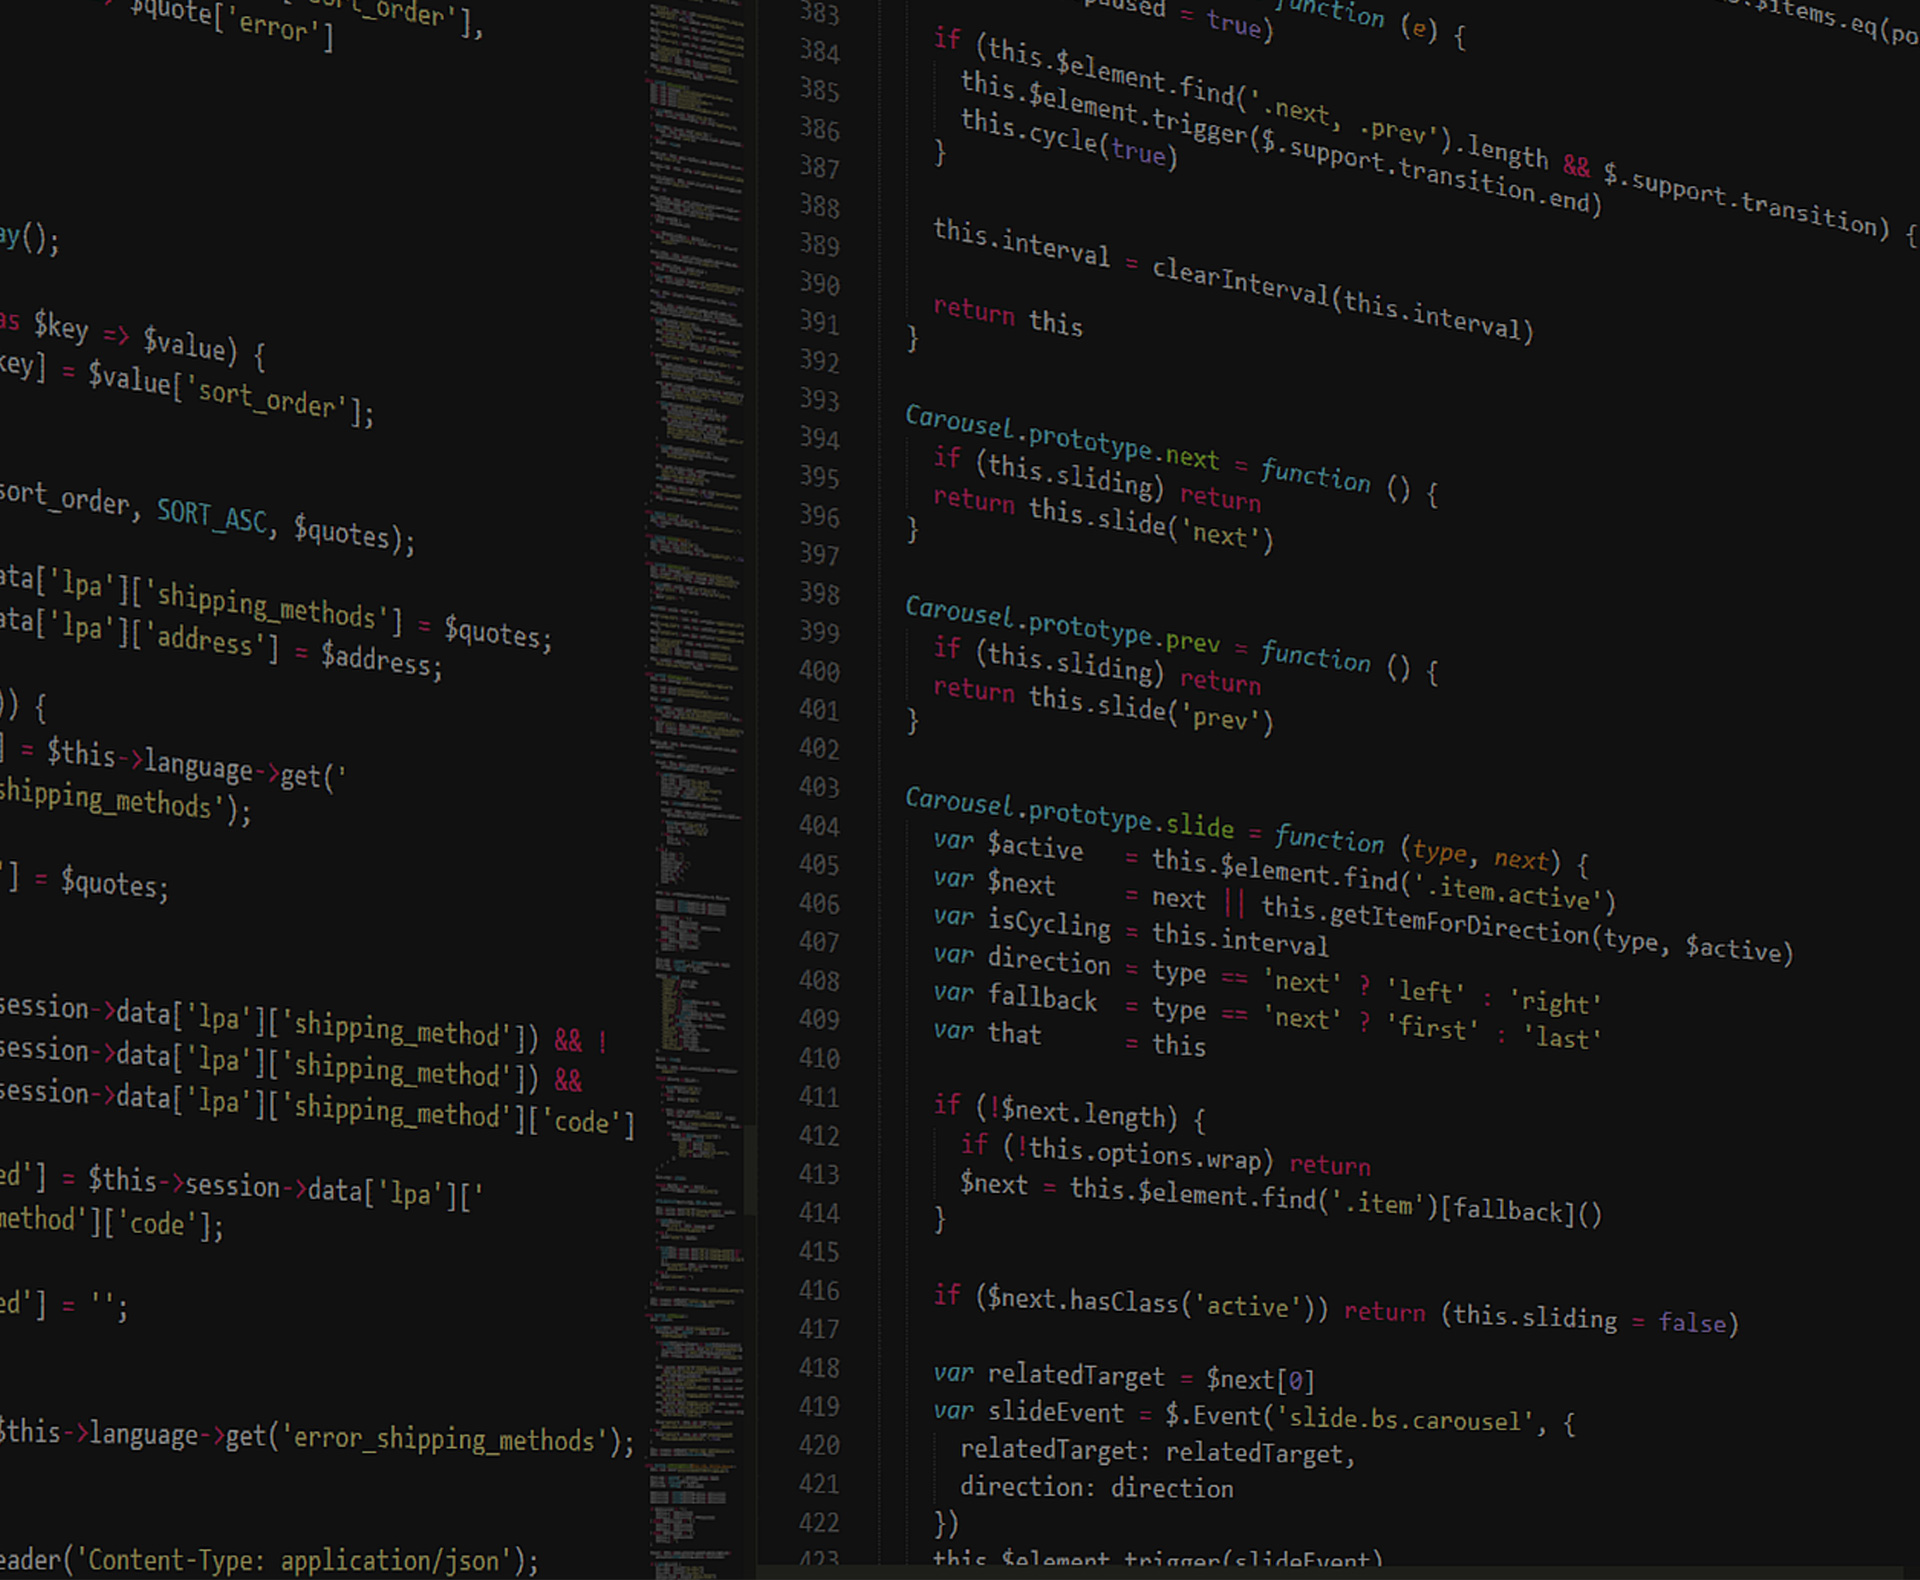 $quote['sort_order'],
$quote['error']
ay();
as $key => $value) {
key] = $value['sort_order'];
sort_order, SORT_ASC, $quotes);
ata['lpa']['shipping_methods'] = $quotes;
ata['lpa']['address'] = $address;
)) {
] = $this->language->get('
shipping_methods');
'] = $quotes;
session->data['lpa']['shipping_method']) && !
session->data['lpa']['shipping_method']) &&
session->data['lpa']['shipping_method']['code']
ed'] = $this->session->data['lpa']['
method']['code'];
ed'] = '';
$this->language->get('error_shipping_methods');
eader('Content-Type: application/json');
$items.eq(po
383 paused = true) function (e) {
384 if (this.$element.find('.next, .prev').length && $.support.transition) {
385 this.$element.trigger($.support.transition.end)
386 this.cycle(true)
387 }
388
389 this.interval = clearInterval(this.interval)
390
391 return this
392 }
393
394 Carousel.prototype.next = function () {
395 if (this.sliding) return
396 return this.slide('next')
397 }
398
399 Carousel.prototype.prev = function () {
400 if (this.sliding) return
401 return this.slide('prev')
402 }
403
404 Carousel.prototype.slide = function (type, next) {
405 var $active = this.$element.find('.item.active')
406 var $next = next || this.getItemForDirection(type, $active)
407 var isCycling = this.interval
408 var direction = type == 'next' ? 'left' : 'right'
409 var fallback = type == 'next' ? 'first' : 'last'
410 var that = this
411
412 if (!$next.length) {
413 if (!this.options.wrap) return
414 $next = this.$element.find('.item')[fallback]()
415 }
416
417 if ($next.hasClass('active')) return (this.sliding = false)
418
419 var relatedTarget = $next[0]
420 var slideEvent = $.Event('slide.bs.carousel', {
421 relatedTarget: relatedTarget,
422 direction: direction
423 })
this.$element.trigger(slideEvent)